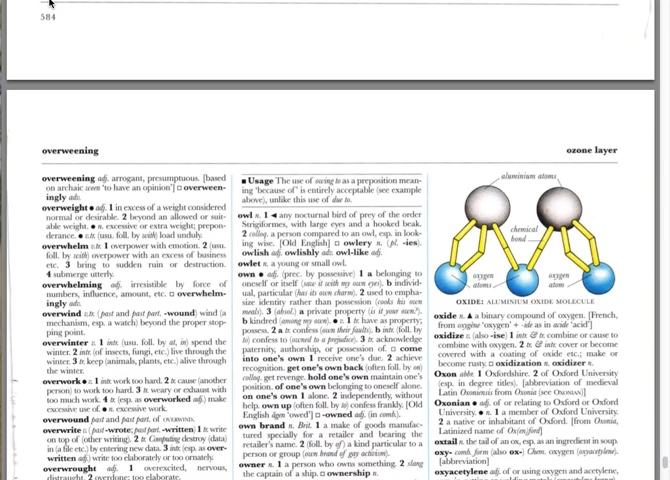 584
overweening
ozone layer
overweening adj. arrogant, presumptuous. [based
on archaic ween 'to have an opinion'] □ overween-
ingly adv.
overweight ● adj. 1 in excess of a weight considered
normal or desirable. 2 beyond an allowed or suit-
able weight. ● n. excessive or extra weight; prepon-
derance. ● v.tr. (usu. foll. by with) load unduly.
overwhelm v.tr. 1 overpower with emotion. 2 (usu.
foll. by with) overpower with an excess of business
etc. 3 bring to sudden ruin or destruction.
4 submerge utterly.
overwhelming adj. irresistible by force of
numbers, influence, amount, etc. □ overwhelm-
ingly adv.
overwind v.tr. (past and past part. -wound) wind (a
mechanism, esp. a watch) beyond the proper stop-
ping point.
overwinter v. 1 intr. (usu. foll. by at, in) spend the
winter. 2 intr. (of insects, fungi, etc.) live through the
winter. 3 tr. keep (animals, plants, etc.) alive through
the winter.
overwork ● v. 1 intr. work too hard. 2 tr. cause (another
person) to work too hard. 3 tr. weary or exhaust with
too much work. 4 tr. (esp. as overworked adj.) make
excessive use of. ● n. excessive work.
overwound past and past part. of OVERWIND.
overwrite v. (past -wrote; past part. -written) 1 tr. write
on top of (other writing). 2 tr. Computing destroy (data)
in (a file etc.) by entering new data. 3 intr. (esp. as over-
written adj.) write too elaborately or too ornately.
overwrought adj. 1 overexcited, nervous,
distraught. 2 overdone; too elaborate.
■ Usage The use of owing to as a preposition mean-
ing 'because of' is entirely acceptable (see example
above), unlike this use of due to.
owl n. 1 ◄ any nocturnal bird of prey of the order
Strigiformes, with large eyes and a hooked beak.
2 colloq. a person compared to an owl, esp. in look-
ing wise. [Old English] □ owlery n. (pl. -ies).
owlish adj. owlishly adv. owl-like adj.
owlet n. a young or small owl.
own ● adj. (prec. by possessive) 1 a belonging to
oneself or itself (saw it with my own eyes). b individ-
ual, particular (has its own charm). 2 used to empha-
size identity rather than possession (cooks his own
meals). 3 (absol.) a private property (is it your own?).
b kindred (among my own). ● v. 1 tr. have as property;
possess. 2 a tr. confess (own their faults). b intr. (foll. by
to) confess to (owned to a prejudice). 3 tr. acknowledge
paternity, authorship, or possession of. □ come
into one's own 1 receive one's due. 2 achieve
recognition. get one's own back (often foll. by on)
colloq. get revenge. hold one's own maintain one's
position. of one's own belonging to oneself alone.
on one's own 1 alone. 2 independently, without
help. own up (often foll. by to) confess frankly. [Old
English āgen 'owed'] □ -owned adj. (in comb.).
own brand n. Brit. 1 a make of goods manufac-
tured specially for a retailer and bearing the
retailer's name. 2 (foll. by of) a kind particular to a
person or group (own brand of gay activism).
owner n. 1 a person who owns something. 2 slang
the captain of a ship. □ ownership n.
aluminium atoms
chemical
bond
oxygen
atoms
oxygen
atom
OXIDE: ALUMINIUM OXIDE MOLECULE
oxide n. ▲ a binary compound of oxygen. [French,
from oxygène 'oxygen' + -ide as in acide 'acid']
oxidize v. (also -ise) 1 intr. & tr. combine or cause to
combine with oxygen. 2 tr. & intr. cover or become
covered with a coating of oxide etc.; make or
become rusty. □ oxidization n. oxidizer n.
Oxon abbr. 1 Oxfordshire. 2 of Oxford University
(esp. in degree titles). [abbreviation of medieval
Latin Oxoniensis from Oxonia (see OXONIAN)]
Oxonian ● adj. of or relating to Oxford or Oxford
University. ● n. 1 a member of Oxford University.
2 a native or inhabitant of Oxford. [from Oxonia,
Latinized name of Ox(en)ford]
oxtail n. the tail of an ox, esp. as an ingredient in soup.
oxy- comb. form (also ox-) Chem. oxygen (oxyacetylene).
[abbreviation]
oxyacetylene adj. of or using oxygen and acetylene,